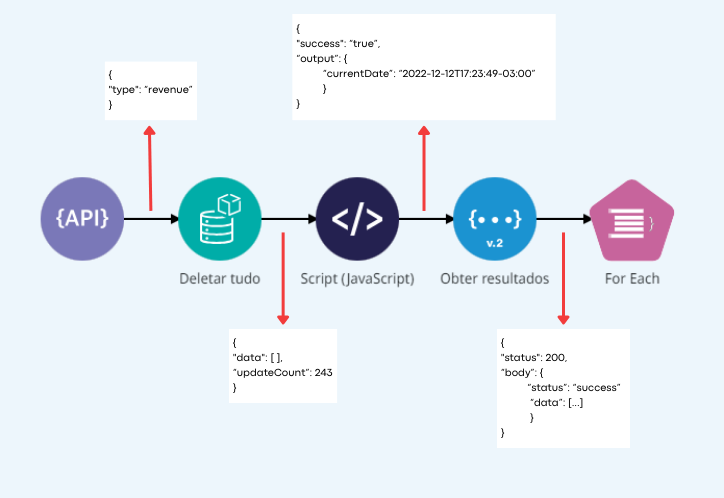 {
"success": “true”,
“output”: {
“currentDate”: “2022-12-12T17:23:49-03:00”
}
}
{
"type": “revenue”
}
{API}
</>
{•••}
v.2
}
Deletar tudo
Script (JavaScript)
Obter resultados
For Each
{
"data": [ ],
“updateCount”: 243
}
{
"status": 200,
“body”: {
“status”: “success”
“data”: [...]
}
}